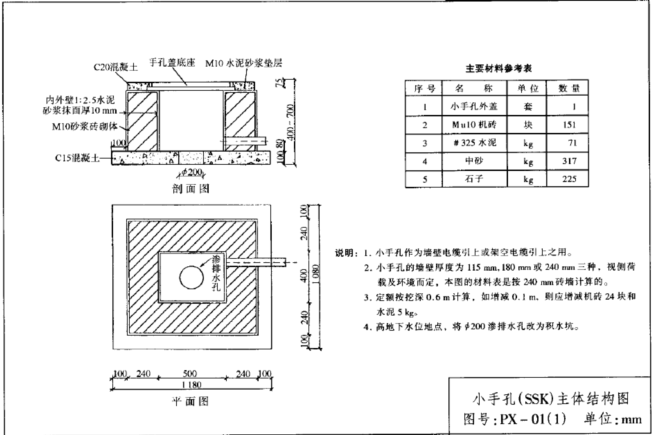 C20混凝土
手孔盖底座
M10水泥砂浆垫层
内外壁1:2.5水泥
砂浆抹面厚10mm
M10砂浆砖砌体
100
C15混凝土
φ200
75
400~700
80
100
剖面图
渗排水孔
100
240
400
240
100
1080
100
240
500
240
100
1180
平面图
主要材料参考表
序号 名称 单位 数量
1 小手孔外盖 套 1
2 Mu10机砖 块 151
3 #325水泥 kg 71
4 中砂 kg 317
5 石子 kg 225
说明：1. 小手孔作为墙壁电缆引上或架空电缆引上之用。
2. 小手孔的墙壁厚度为115 mm,180 mm或240 mm三种，视侧荷
载及环境而定，本图的材料表是按240 mm砖墙计算的。
3. 定额按挖深0.6 m计算，如增减0.1 m，则应增减机砖24块和
水泥5 kg。
4. 高地下水位地点，将φ200渗排水孔改为积水坑。
小手孔(SSK)主体结构图
图号:PX-01(1) 单位:mm